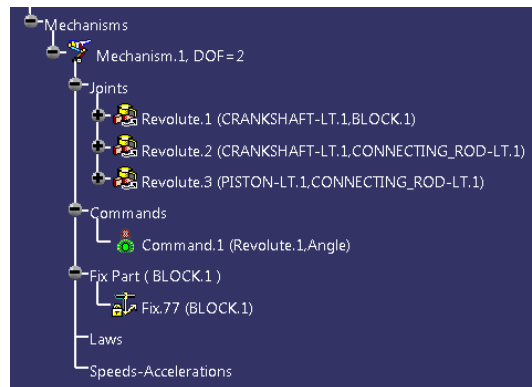 Mechanisms
Mechanism.1, DOF=2
Joints
Revolute.1 (CRANKSHAFT-LT.1,BLOCK.1)
Revolute.2 (CRANKSHAFT-LT.1,CONNECTING_ROD-LT.1)
Revolute.3 (PISTON-LT.1,CONNECTING_ROD-LT.1)
Commands
Command.1 (Revolute.1,Angle)
Fix Part ( BLOCK.1 )
Fix.77 (BLOCK.1)
Laws
Speeds-Accelerations